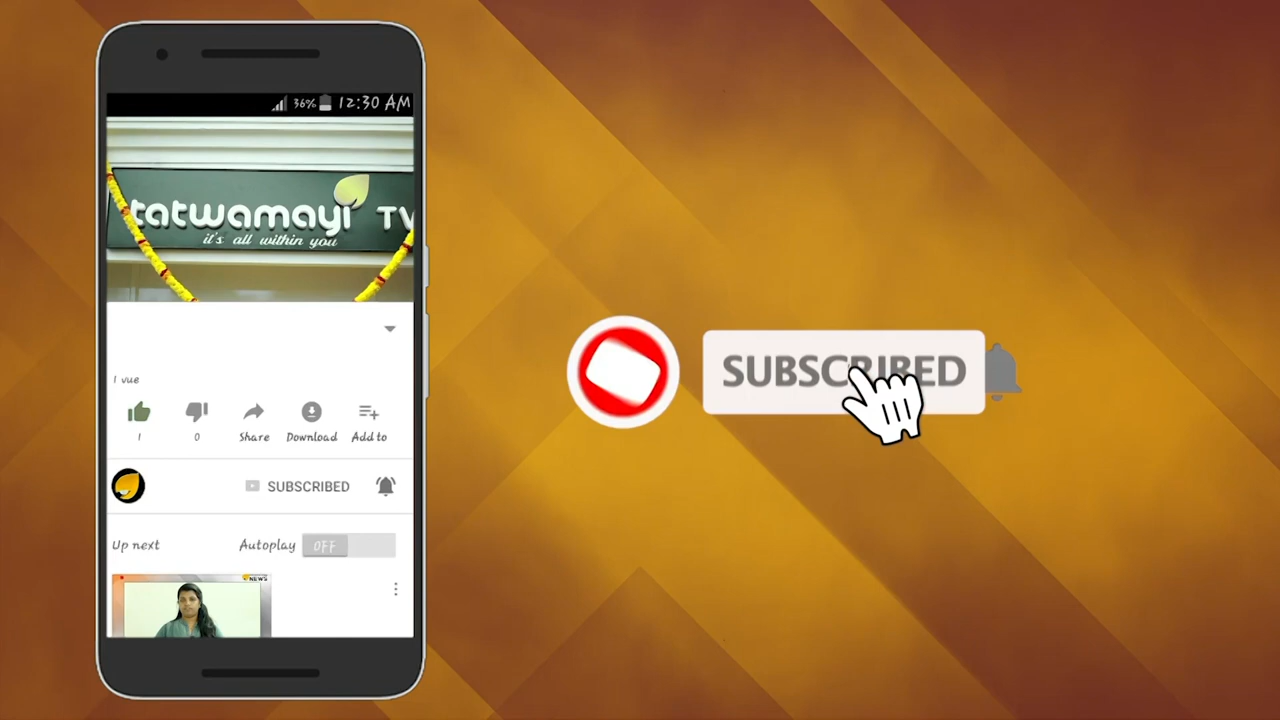 36% 12:30 AM
tatwamayi TV
it's all within you
1 vue
1 0 Share Download Add to
SUBSCRIBED
Up next Autoplay OFF
NEWS
SUBSCRIBED